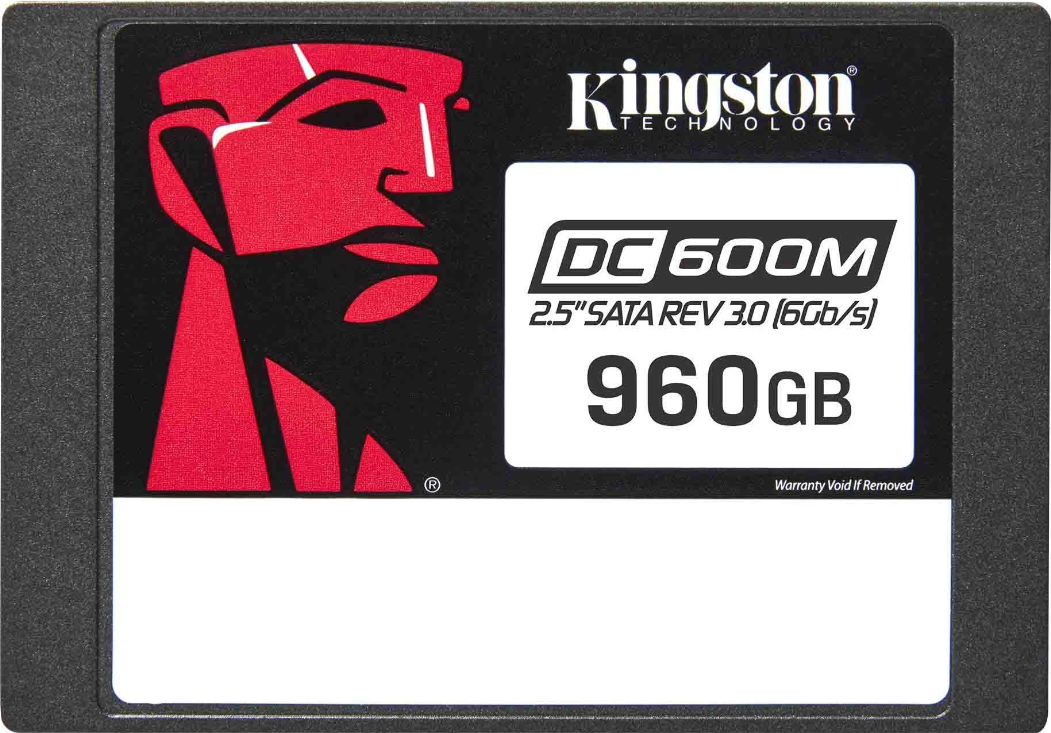 Kingston®
TECHNOLOGY
DC 600M
2.5" SATA REV 3.0 (6Gb/s)
960GB
®
Warranty Void If Removed